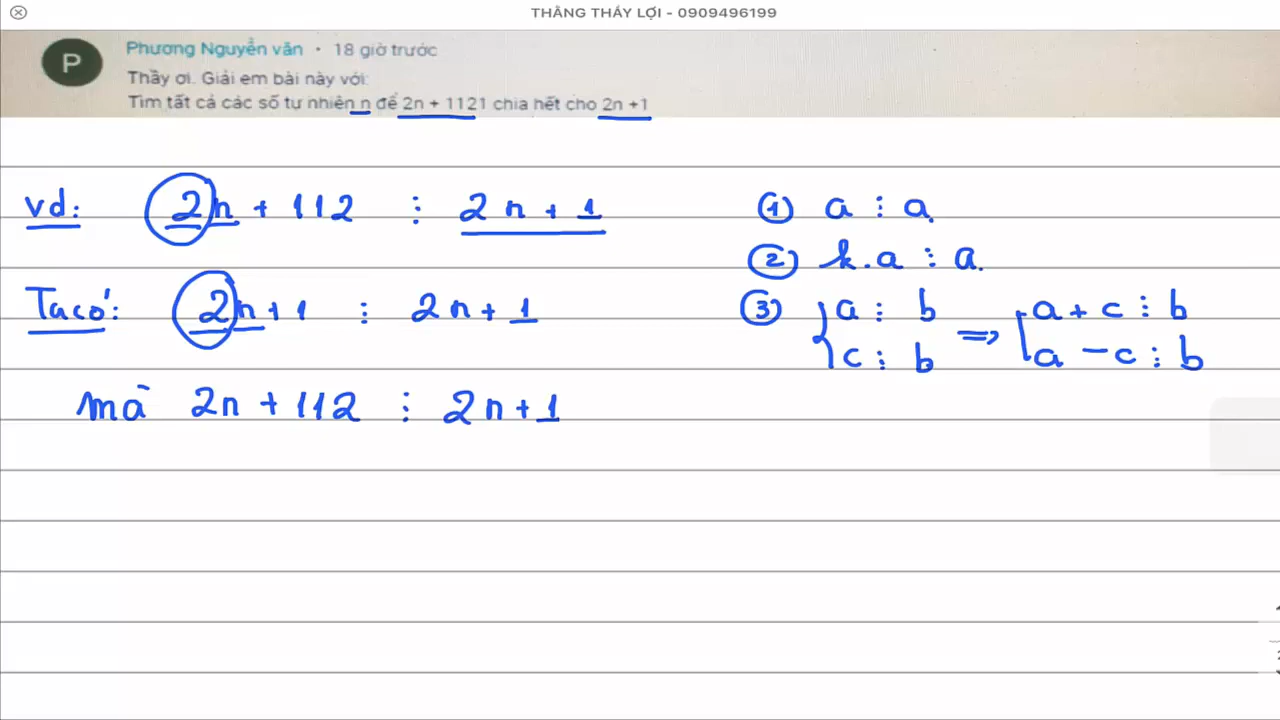 THẦNG THẦY LỢI - 0909496199
P
Phương Nguyễn văn • 18 giờ trước
Thầy ơi. Giải em bài này với:
Tìm tất cả các số tự nhiên n để 2n + 1121 chia hết cho 2n +1
vd: 2n + 112 ⋮ 2n + 1
Ta có: 2n + 1 ⋮ 2n + 1
mà 2n + 112 ⋮ 2n + 1
① a ⋮ a
② k.a ⋮ a
③ { a ⋮ b => [ a + c ⋮ b
c ⋮ b a - c ⋮ b